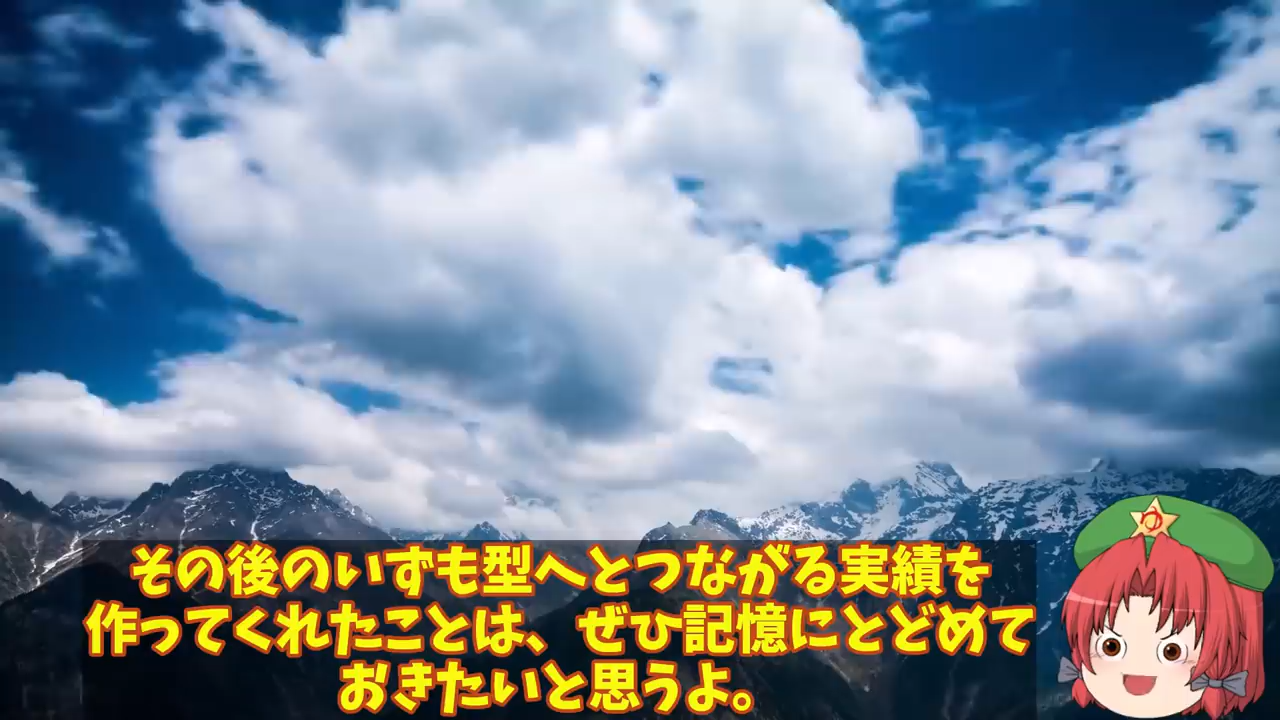 その後のいずも型へとつながる実績を
作ってくれたことは、ぜひ記憶にとどめて
おきたいと思うよ。